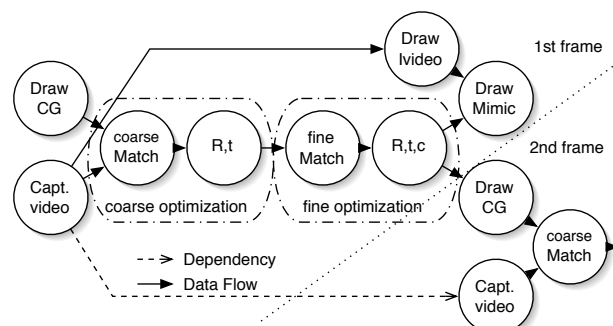 Draw
Ivideo
1st frame
Draw
CG
Draw
Mimic
coarse
Match
R,t
fine
Match
R,t,c
2nd frame
Capt.
video
coarse optimization
fine optimization
Draw
CG
coarse
Match
Dependency
Data Flow
Capt.
video